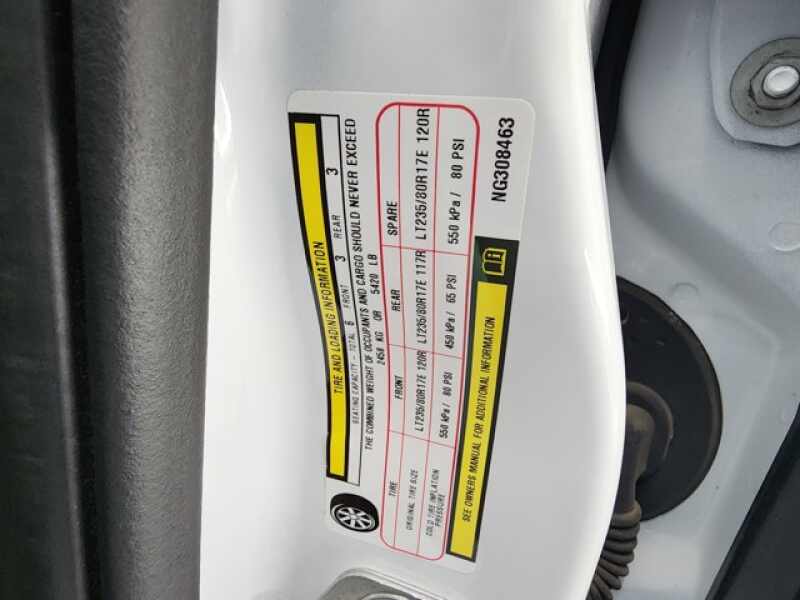 TIRE AND LOADING INFORMATION
SEATING CAPACITY - TOTAL 6 FRONT 3 REAR 3
THE COMBINED WEIGHT OF OCCUPANTS AND CARGO SHOULD NEVER EXCEED
2458 KG OR 5420 LB
TIRE FRONT REAR SPARE
ORIGINAL TIRE SIZE LT235/80R17E 120R LT235/80R17E 117R LT235/80R17E 120R
COLD TIRE INFLATION PRESSURE 550 kPa / 80 PSI 450 kPa / 65 PSI 550 kPa / 80 PSI
SEE OWNERS MANUAL FOR ADDITIONAL INFORMATION
NG308463